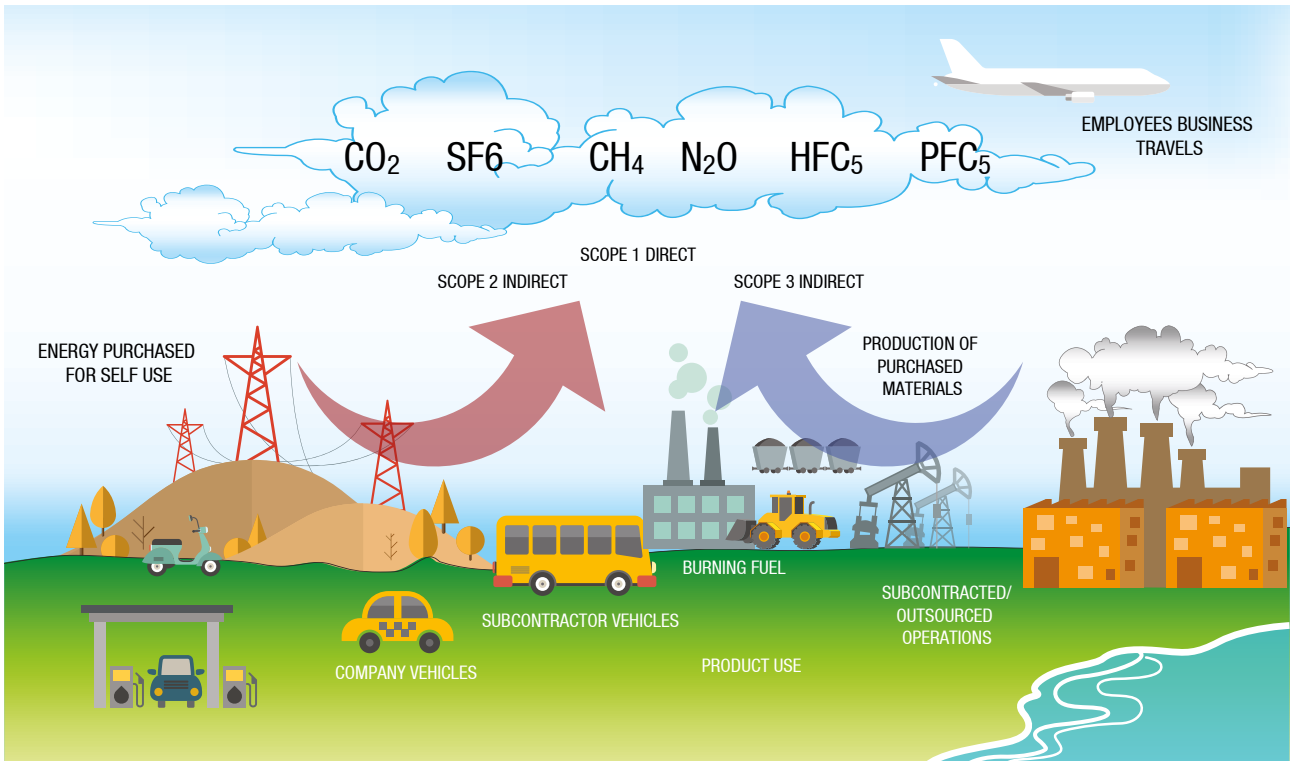 CO₂ SF6 CH₄ N₂O HFC₅ PFC₅
EMPLOYEES BUSINESS
TRAVELS
SCOPE 1 DIRECT
SCOPE 2 INDIRECT
SCOPE 3 INDIRECT
ENERGY PURCHASED
FOR SELF USE
PRODUCTION OF
PURCHASED
MATERIALS
BURNING FUEL
SUBCONTRACTED/
OUTSOURCED
OPERATIONS
SUBCONTRACTOR VEHICLES
COMPANY VEHICLES
PRODUCT USE